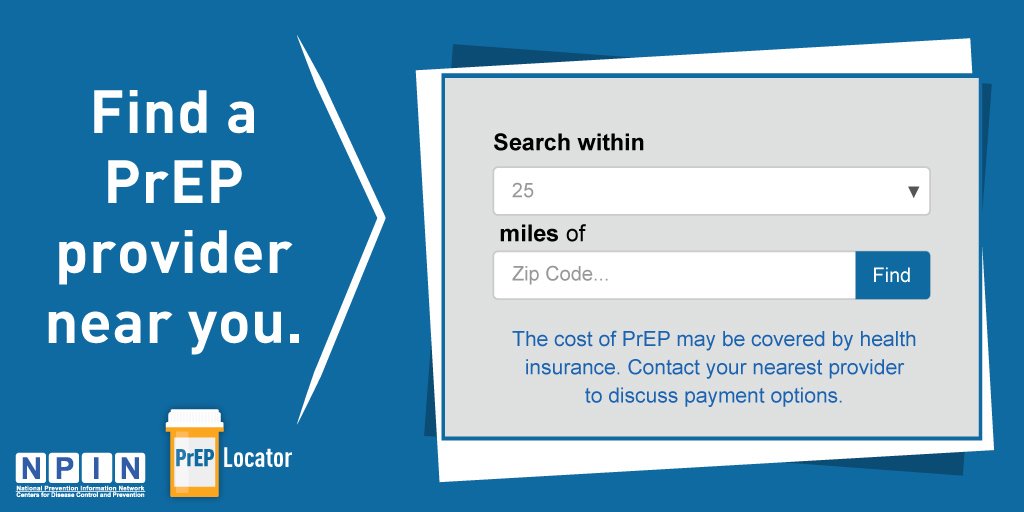 Find a
PrEP
provider
near you.
Search within
25
miles of
Zip Code...
Find
The cost of PrEP may be covered by health
insurance. Contact your nearest provider
to discuss payment options.
NPIN
National Prevention Information Network
Centers for Disease Control and Prevention
PrEP Locator